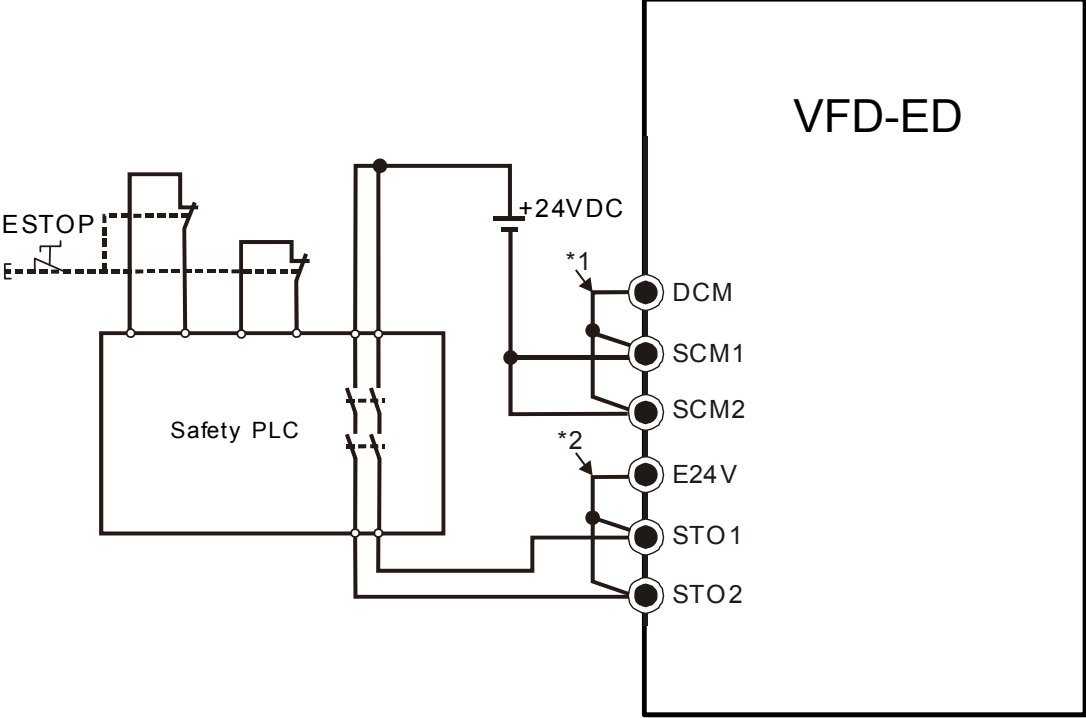 VFD-ED
ESTOP
+24VDC
*1
DCM
SCM1
SCM2
Safety PLC
*2
E24V
STO1
STO2